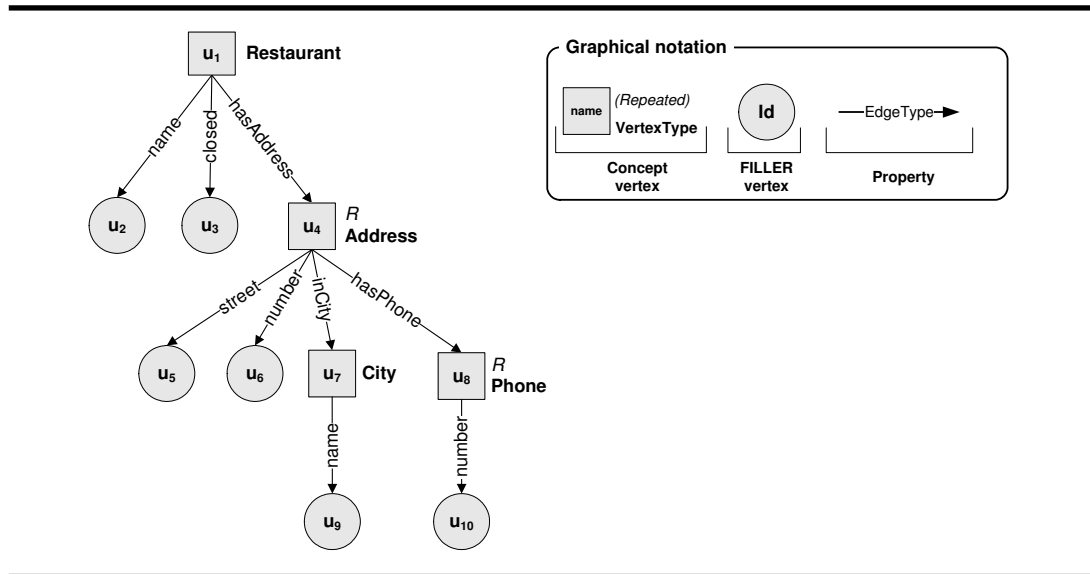 u1 Restaurant
name
closed
hasAddress
u2
u3
u4
R
Address
street
number
inCity
hasPhone
u5
u6
u7 City
u8
R
Phone
name
number
u9
u10
Graphical notation
name
(Repeated)
VertexType
Id
EdgeType
Concept
vertex
FILLER
vertex
Property